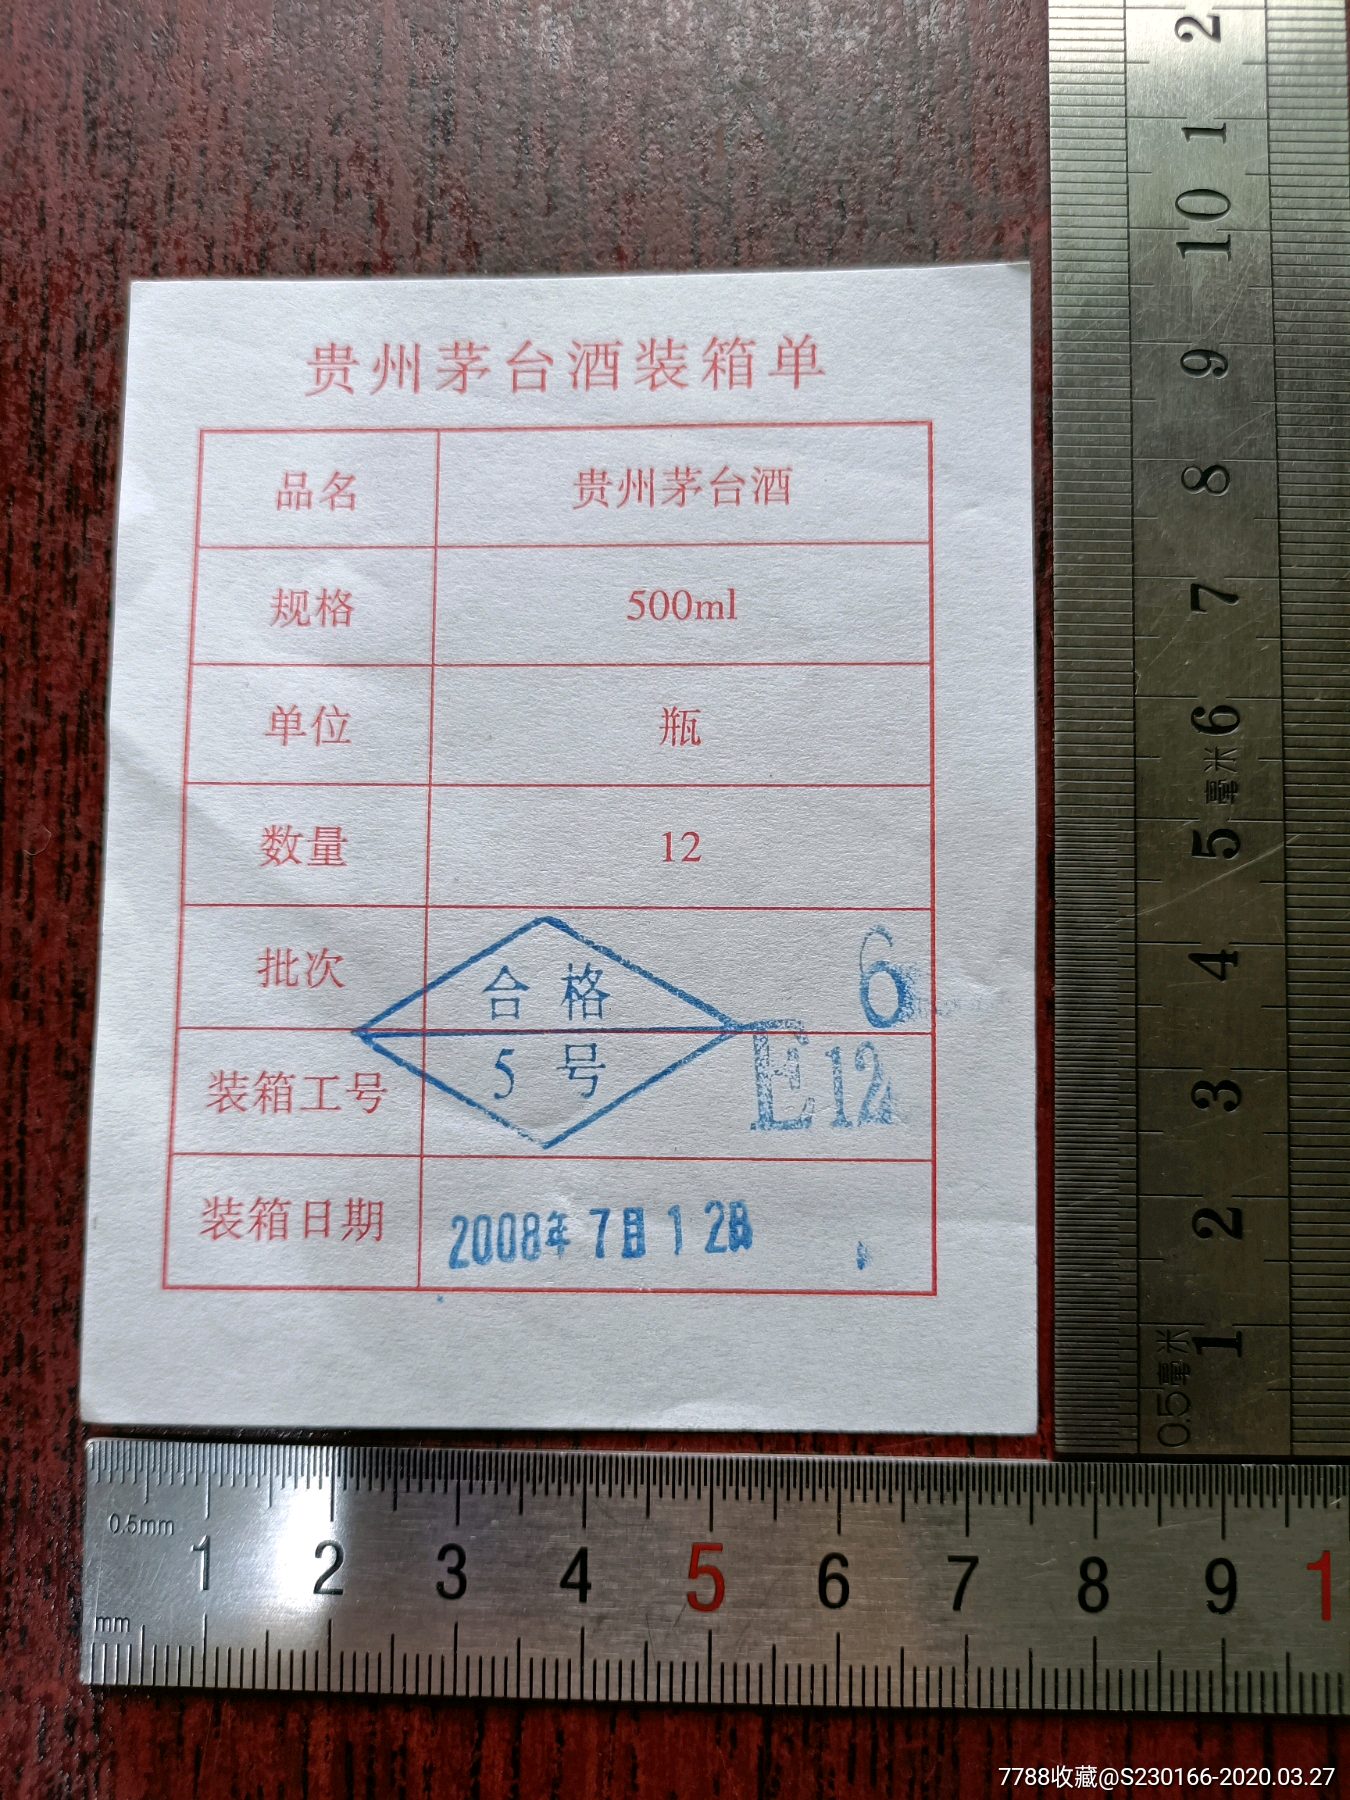 贵州茅台酒装箱单
品名 贵州茅台酒
规格 500ml
单位 瓶
数量 12
批次 6
合格
装箱工号 E12
5号
装箱日期 2008年7月12日
2
1
10
9
8
7
6
毫米
5
4
3
2
1
0.5毫米
0.5mm
1 2 3 4 5 6 7 8 9 1
mm
7788收藏@S230166-2020.03.27